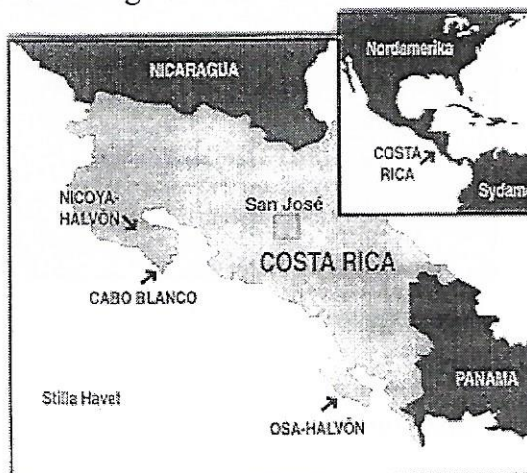 NICARAGUA
Nordamerika
COSTA
RICA
NICOYA-
HALVÖN
San José
COSTA RICA
CABO BLANCO
PANAMA
Stilla Havet
OSA-HALVÖN